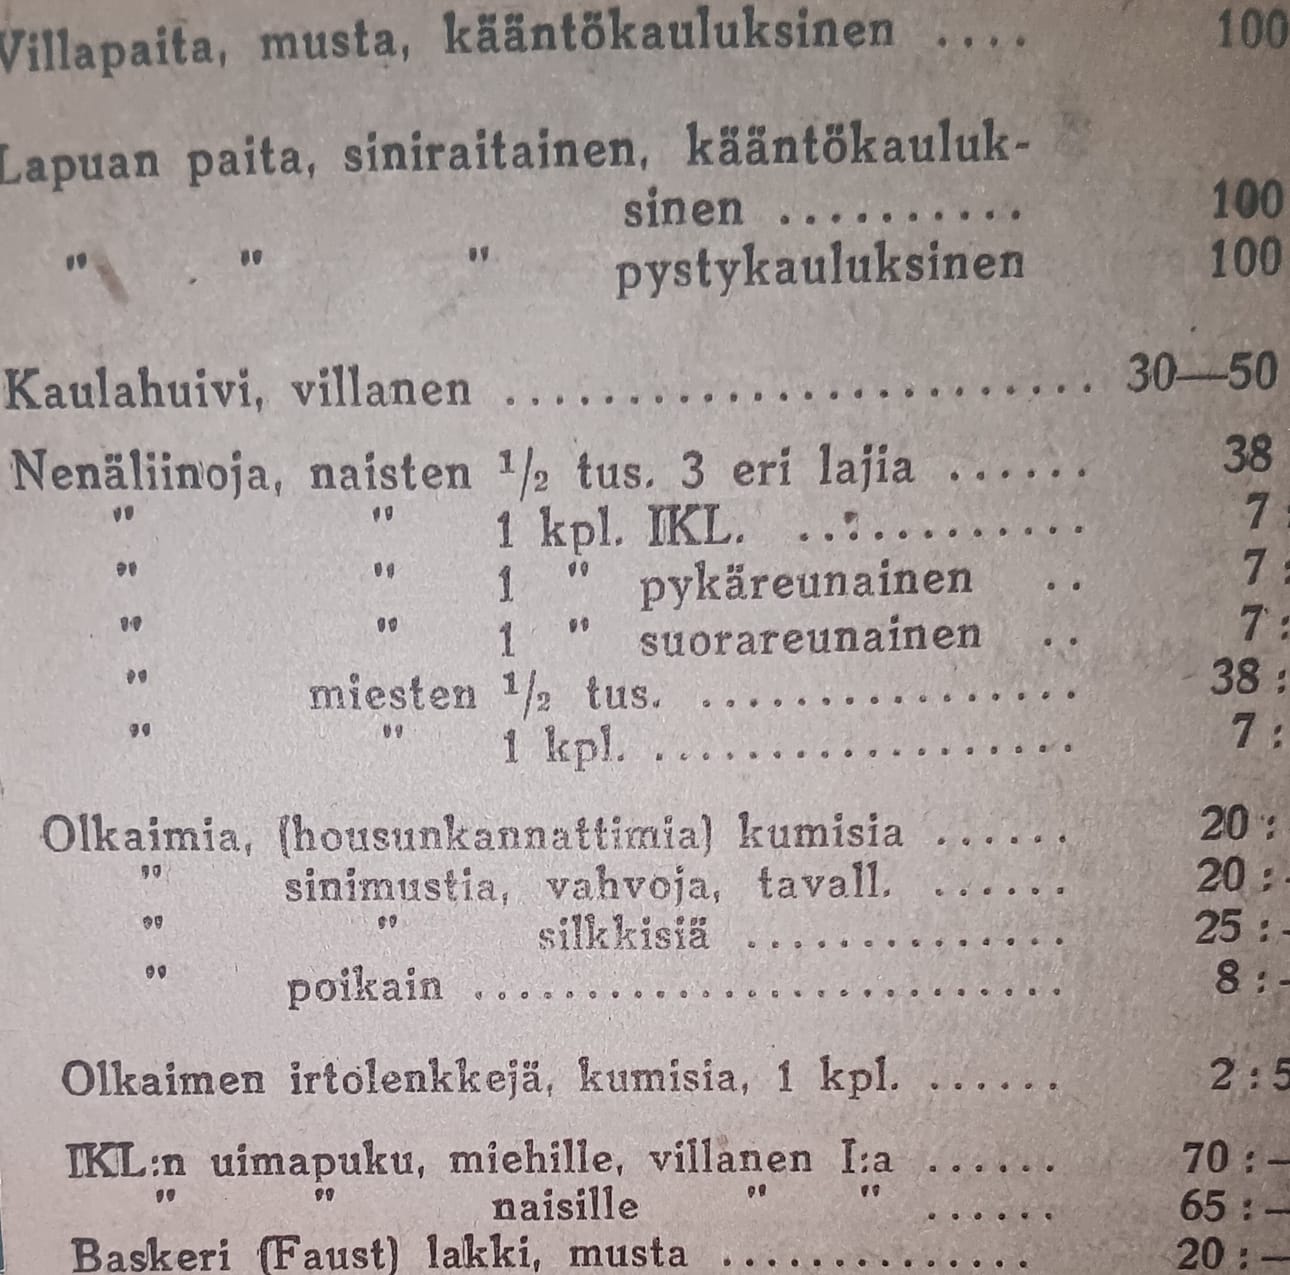 Villapaita, musta, kääntökauluksinen .... 100
Lapuan paita, siniraitainen, kääntökauluk-
sinen .......... 100
" " " pystykauluksinen 100
Kaulahuivi, villanen ........................ 30—50
Nenäliinoja, naisten 1/2 tus. 3 eri lajia ...... 38
" " 1 kpl. IKL. ............ 7:
" " 1 " pykäreunainen .. 7:
" " 1 " suorareunainen .. 7:
" miesten 1/2 tus. ................ 38:
" " 1 kpl. .................. 7:
Olkaimia, (housunkannattimia) kumisia ...... 20:
" sinimustia, vahvoja, tavall. ...... 20:-
" " silkkisiä .............. 25:-
" poikain .......................... 8:-
Olkaimen irtolenkkejä, kumisia, 1 kpl. ...... 2:5
IKL:n uimapuku, miehille, villanen I:a ...... 70:—
" " naisille " " ...... 65:—
Baskeri (Faust) lakki, musta .............. 20:—